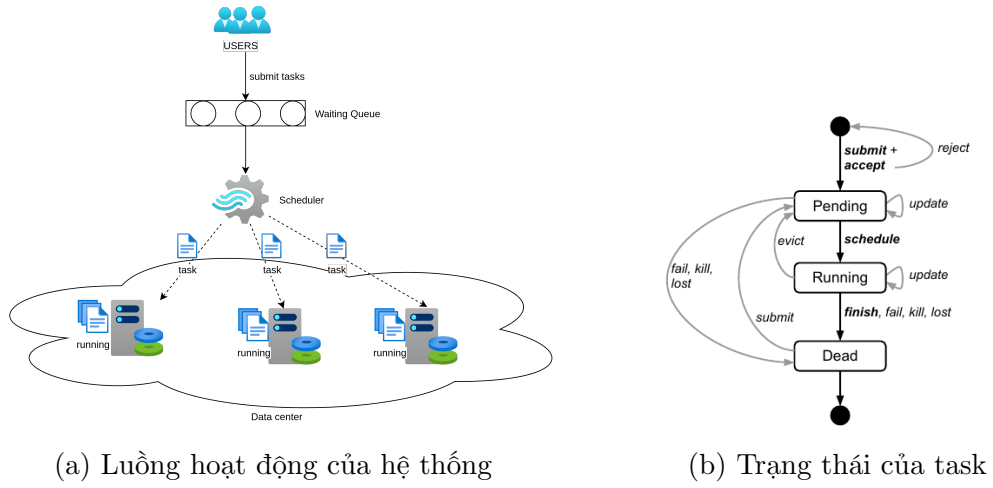 USERS
submit tasks
Waiting Queue
Scheduler
task
task
task
running
running
running
Data center
(a) Luồng hoạt động của hệ thống
submit +
accept
reject
Pending
update
evict
schedule
fail, kill,
lost
Running
update
submit
finish, fail, kill, lost
Dead
(b) Trạng thái của task